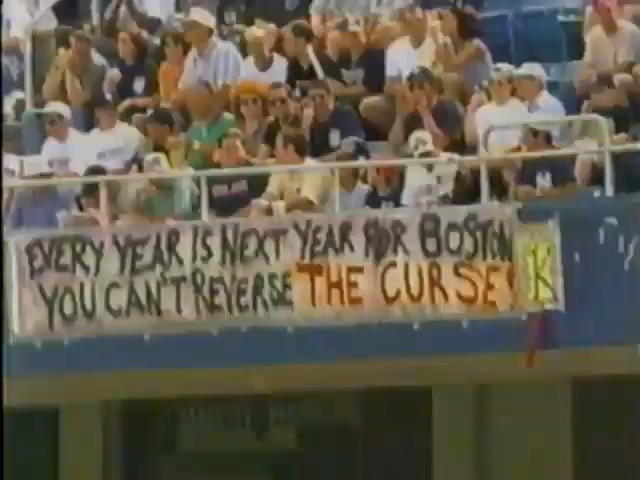 EVERY YEAR IS NEXT YEAR FOR BOSTON
YOU CAN'T REVERSE THE CURSE!
K